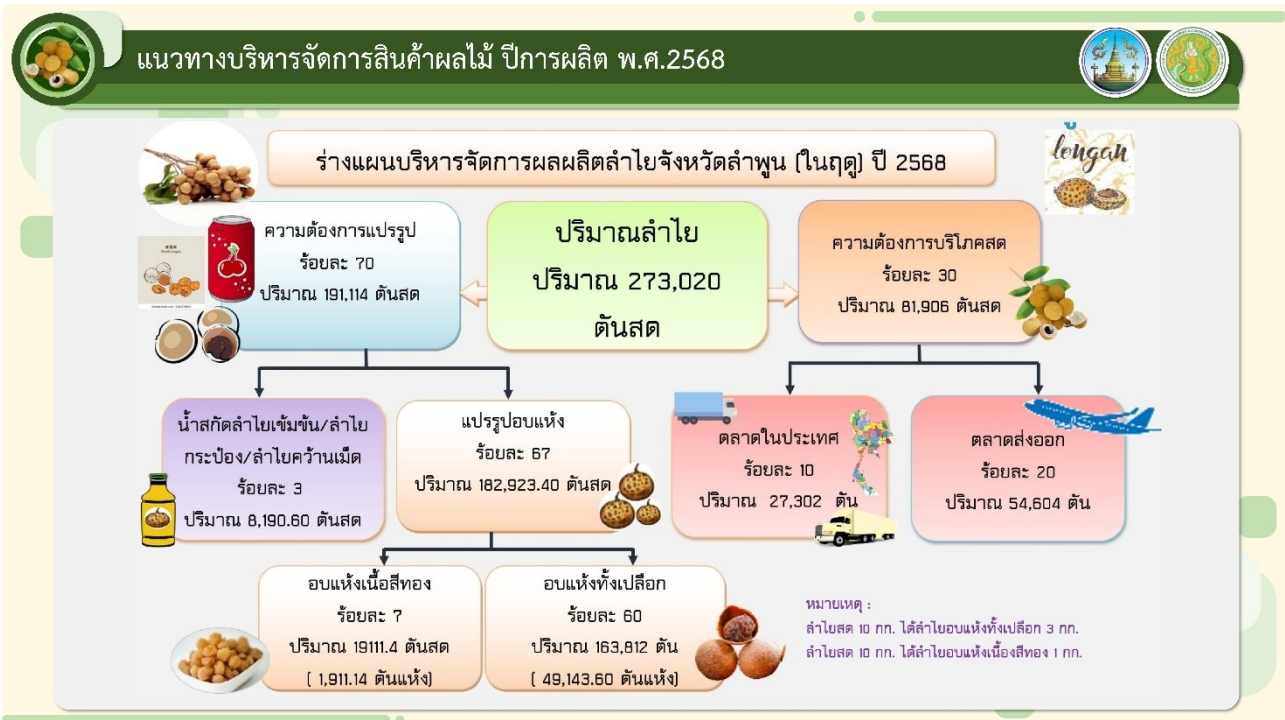 แนวทางบริหารจัดการสินค้าผลไม้ ปีการผลิต พ.ศ.2568
ร่างแผนบริหารจัดการผลผลิตลำไยจังหวัดลำพูน (ในฤดู) ปี 2568
longan
ความต้องการแปรรูป
ร้อยละ 70
ปริมาณ 191,114 ตันสด
ปริมาณลำไย
ปริมาณ 273,020
ตันสด
ความต้องการบริโภคสด
ร้อยละ 30
ปริมาณ 81,906 ตันสด
น้ำสกัดลำไยเข้มข้น/ลำไย
กระป๋อง/ลำไยคว้านเม็ด
ร้อยละ 3
ปริมาณ 8,190.60 ตันสด
แปรรูปอบแห้ง
ร้อยละ 67
ปริมาณ 182,923.40 ตันสด
ตลาดในประเทศ
ร้อยละ 10
ปริมาณ 27,302 ตัน
ตลาดส่งออก
ร้อยละ 20
ปริมาณ 54,604 ตัน
อบแห้งเนื้อสีทอง
ร้อยละ 7
ปริมาณ 19111.4 ตันสด
( 1,911.14 ตันแห้ง)
อบแห้งทั้งเปลือก
ร้อยละ 60
ปริมาณ 163,812 ตัน
( 49,143.60 ตันแห้ง)
หมายเหตุ :
ลำไยสด 10 กก. ได้ลำไยอบแห้งทั้งเปลือก 3 กก.
ลำไยสด 10 กก. ได้ลำไยอบแห้งเนื้องสีทอง 1 กก.